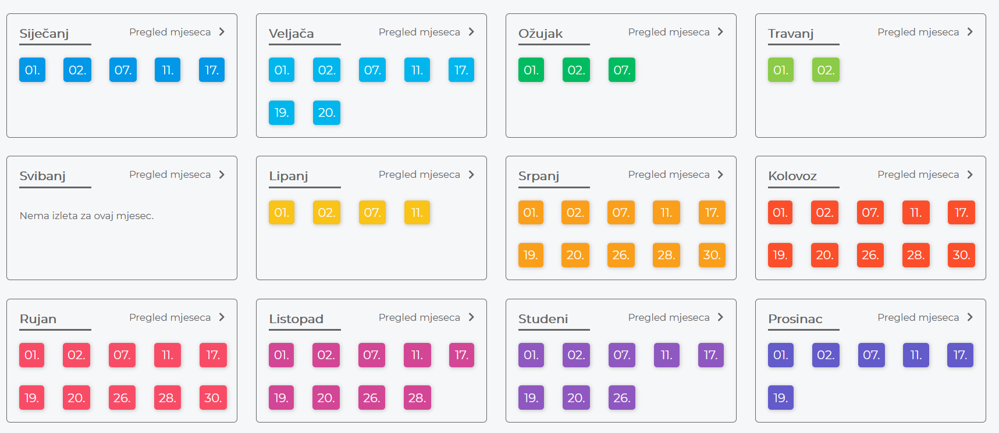 Siječanj Pregled mjeseca
01. 02. 07. 11. 17.
Veljača Pregled mjeseca
01. 02. 07. 11. 17.
19. 20.
Ožujak Pregled mjeseca
01. 02. 07.
Travanj Pregled mjeseca
01. 02.
Svibanj Pregled mjeseca
Nema izleta za ovaj mjesec.
Lipanj Pregled mjeseca
01. 02. 07. 11.
Srpanj Pregled mjeseca
01. 02. 07. 11. 17.
19. 20. 26. 28. 30.
Kolovoz Pregled mjeseca
01. 02. 07. 11. 17.
19. 20. 26. 28. 30.
Rujan Pregled mjeseca
01. 02. 07. 11. 17.
19. 20. 26. 28. 30.
Listopad Pregled mjeseca
01. 02. 07. 11. 17.
19. 20. 26. 28.
Studeni Pregled mjeseca
01. 02. 07. 11. 17.
19. 20. 26.
Prosinac Pregled mjeseca
01. 02. 07. 11. 17.
19.